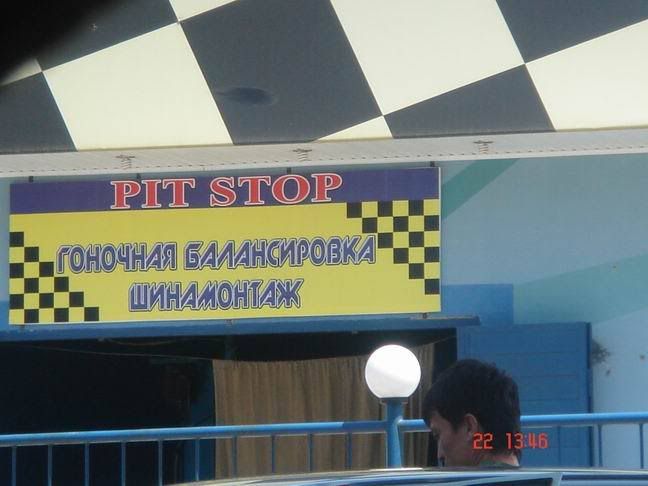 PIT STOP
ГОНОЧНАЯ БАЛАНСИРОВКА
ШИНАМОНТАЖ
22 13:46